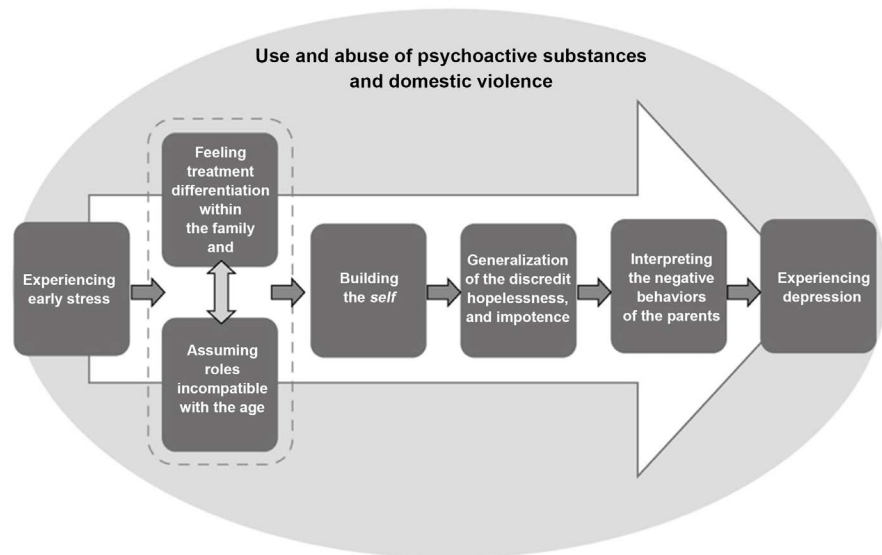 Use and abuse of psychoactive substances
and domestic violence
Experiencing
early stress
Feeling
treatment
differentiation
within
the family
and
Assuming
roles
incompatible
with the age
Building
the self
Generalization
of the discredit
hopelessness,
and impotence
Interpreting
the negative
behaviors
of the parents
Experiencing
depression